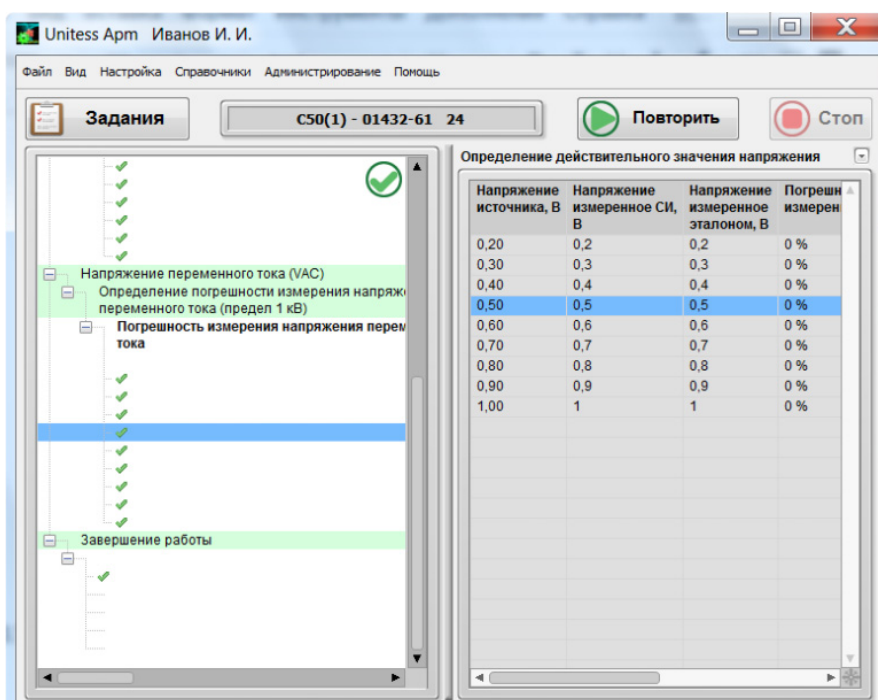 Unitess Apm Иванов И. И.
Файл Вид Настройка Справочники Администрирование Помощь
Задания
С50(1) - 01432-61 24
Повторить
Стоп
Напряжение переменного тока (VAC)
Определение погрешности измерения напряж
переменного тока (предел 1 кВ)
Погрешность измерения напряжения перем
тока
Завершение работы
Определение действительного значения напряжения
Напряжение источника, В Напряжение измеренное СИ, В Напряжение измеренное эталоном, В Погрешн измерен
0,20 0,2 0,2 0 %
0,30 0,3 0,3 0 %
0,40 0,4 0,4 0 %
0,50 0,5 0,5 0 %
0,60 0,6 0,6 0 %
0,70 0,7 0,7 0 %
0,80 0,8 0,8 0 %
0,90 0,9 0,9 0 %
1,00 1 1 0 %